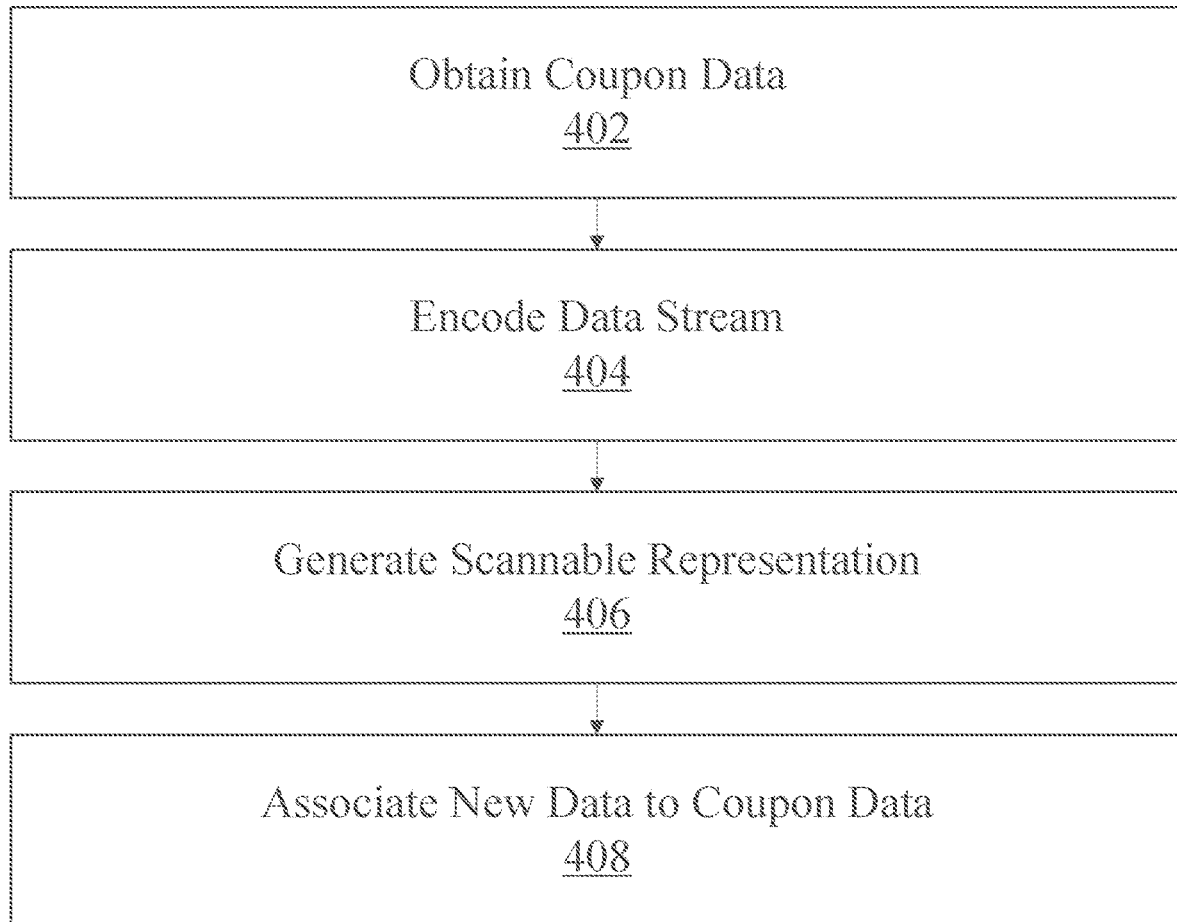 Obtain Coupon Data
402
Encode Data Stream
404
Generate Scannable Representation
406
Associate New Data to Coupon Data
408